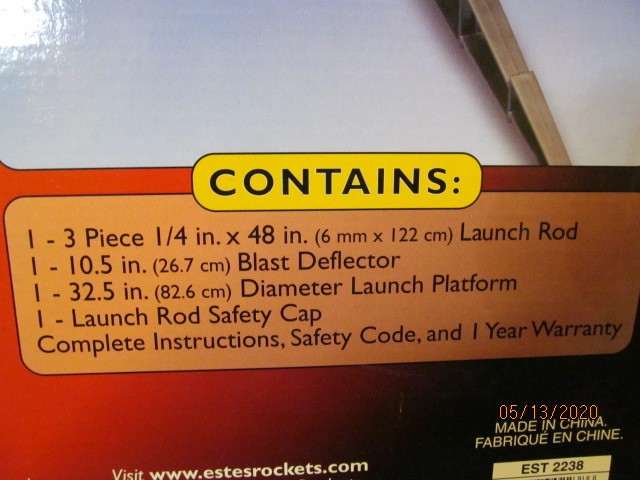 CONTAINS:
1 - 3 Piece 1/4 in. x 48 in. (6 mm x 122 cm) Launch Rod
1 - 10.5 in. (26.7 cm) Blast Deflector
1 - 32.5 in. (82.6 cm) Diameter Launch Platform
1 - Launch Rod Safety Cap
Complete Instructions, Safety Code, and 1 Year Warranty
05/13/2020
MADE IN CHINA.
FABRIQUÉ EN CHINE.
Visit www.estesrockets.com
EST 2238